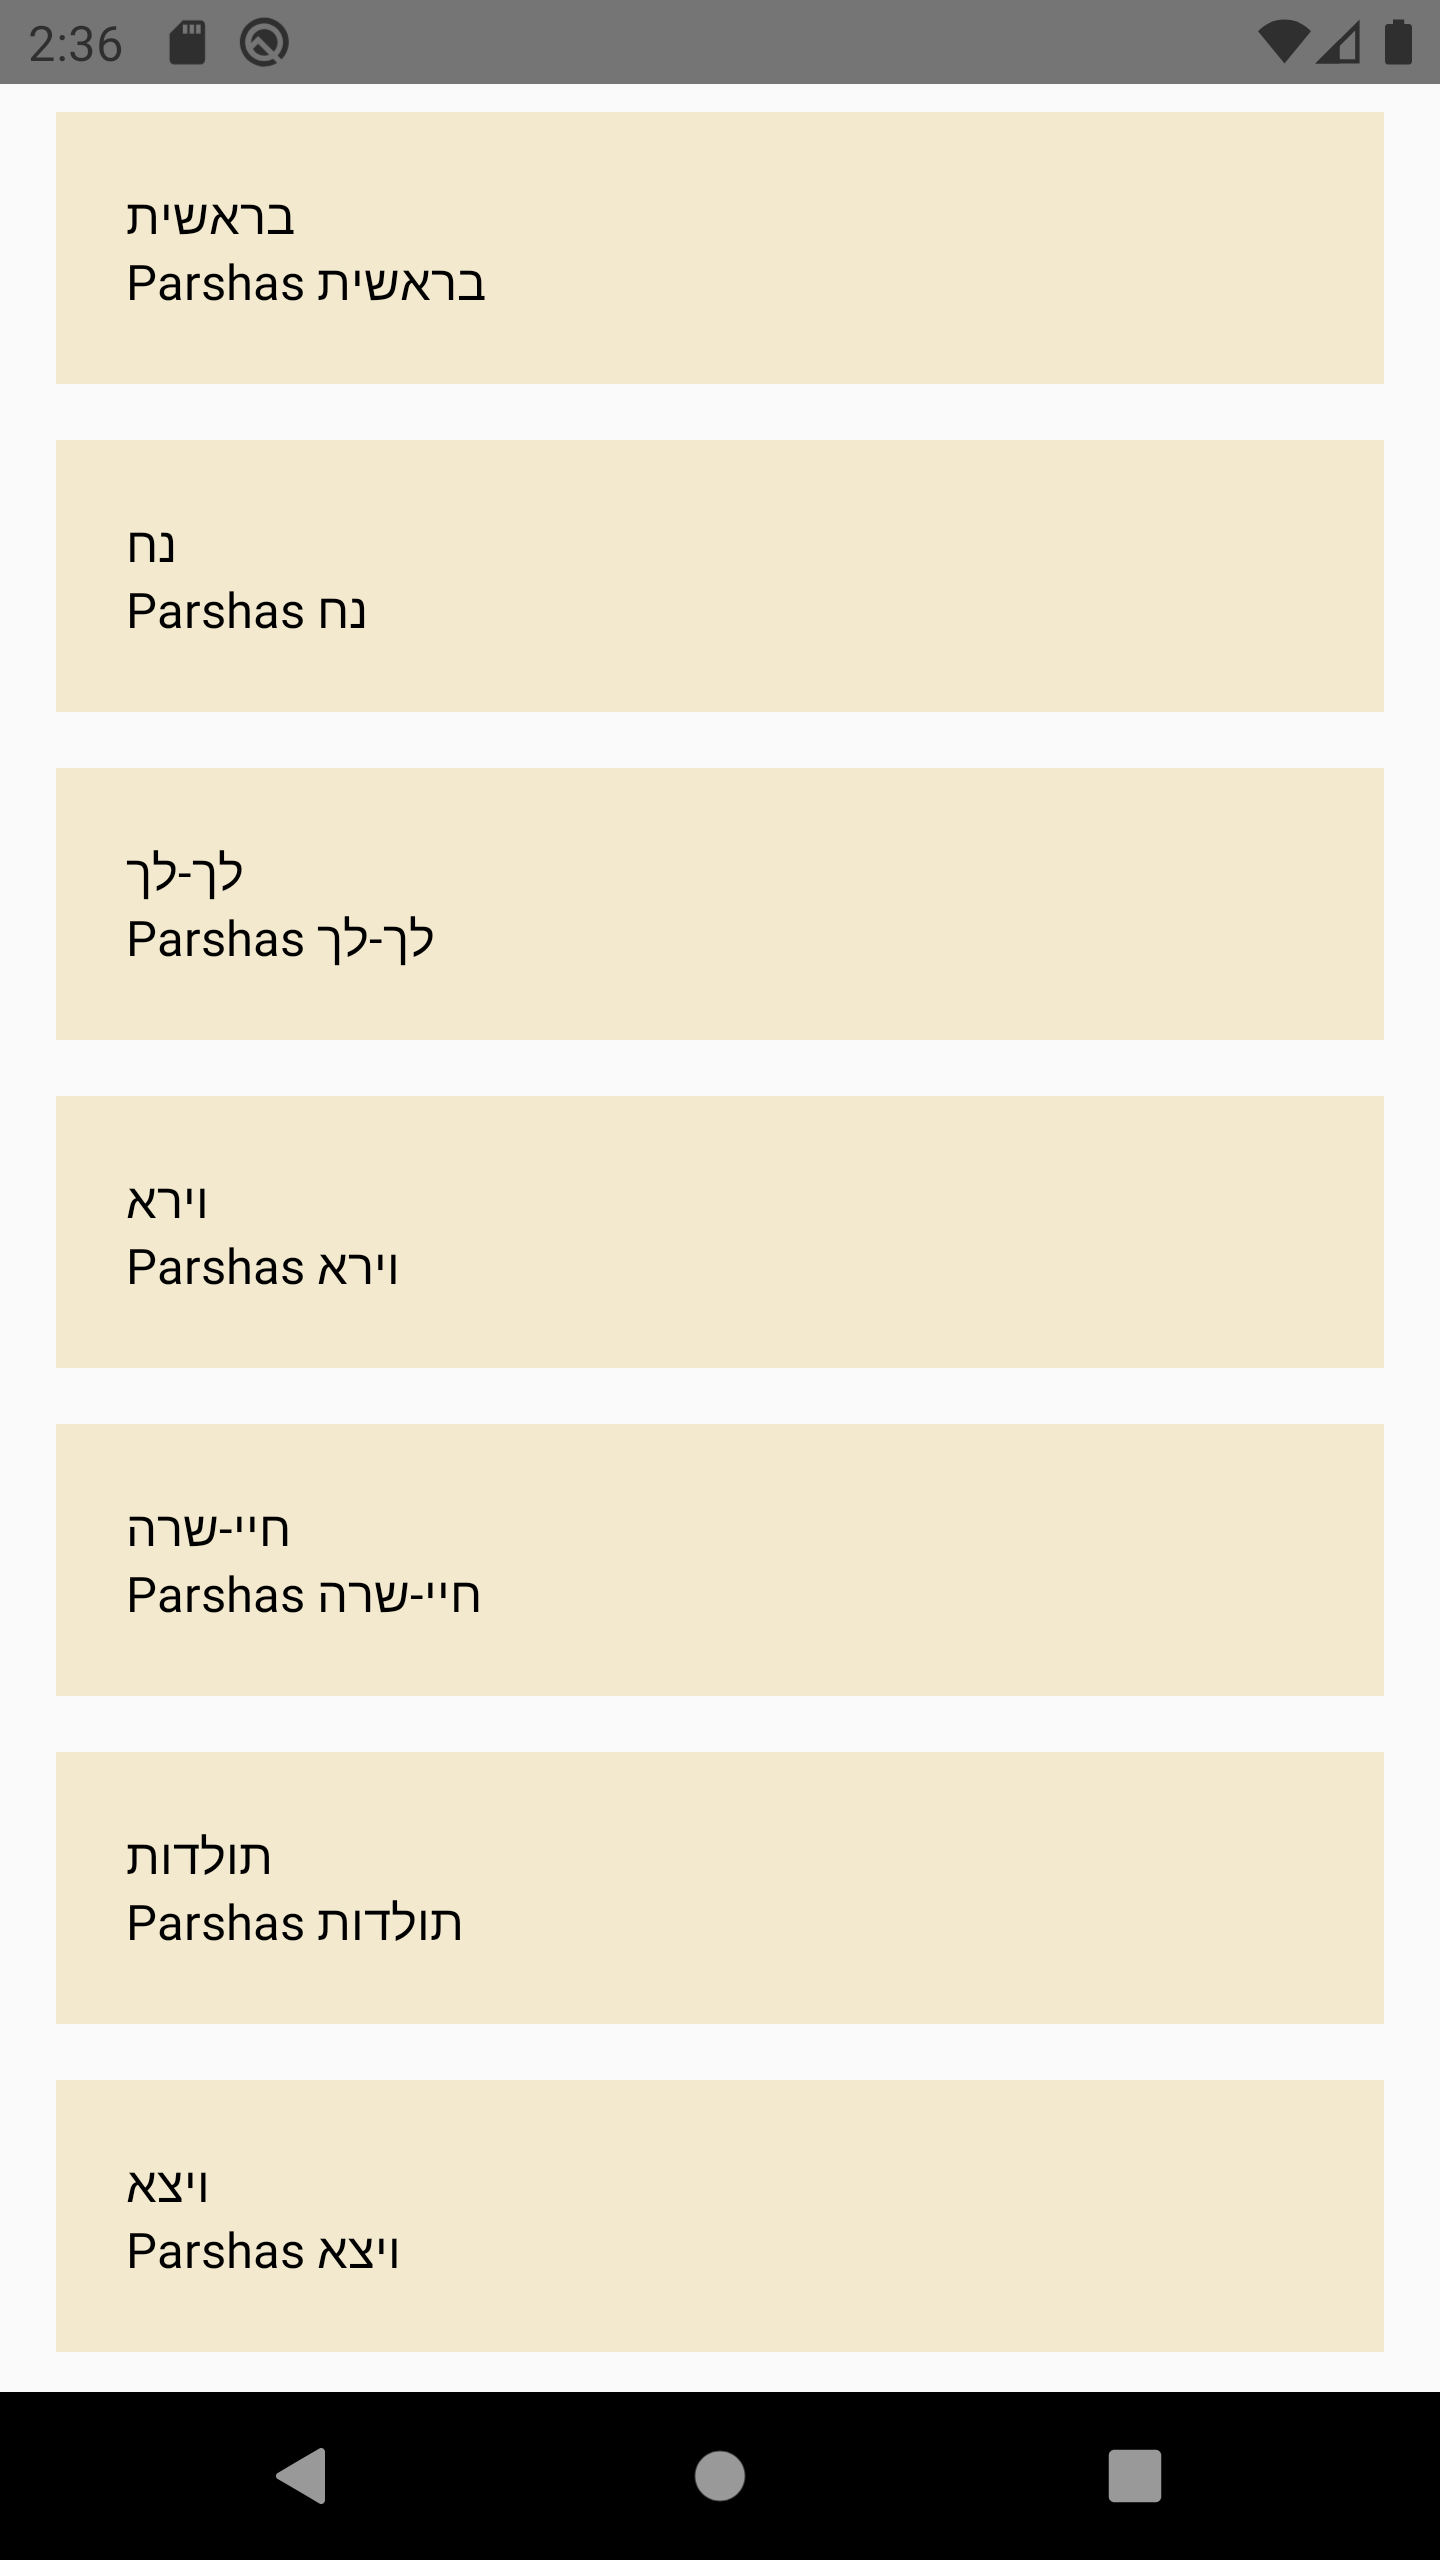 2:36
בראשית
Parshas בראשית
נח
Parshas נח
לך-לך
Parshas לך-לך
וירא
Parshas וירא
חיי-שרה
Parshas חיי-שרה
תולדות
Parshas תולדות
ויצא
Parshas ויצא